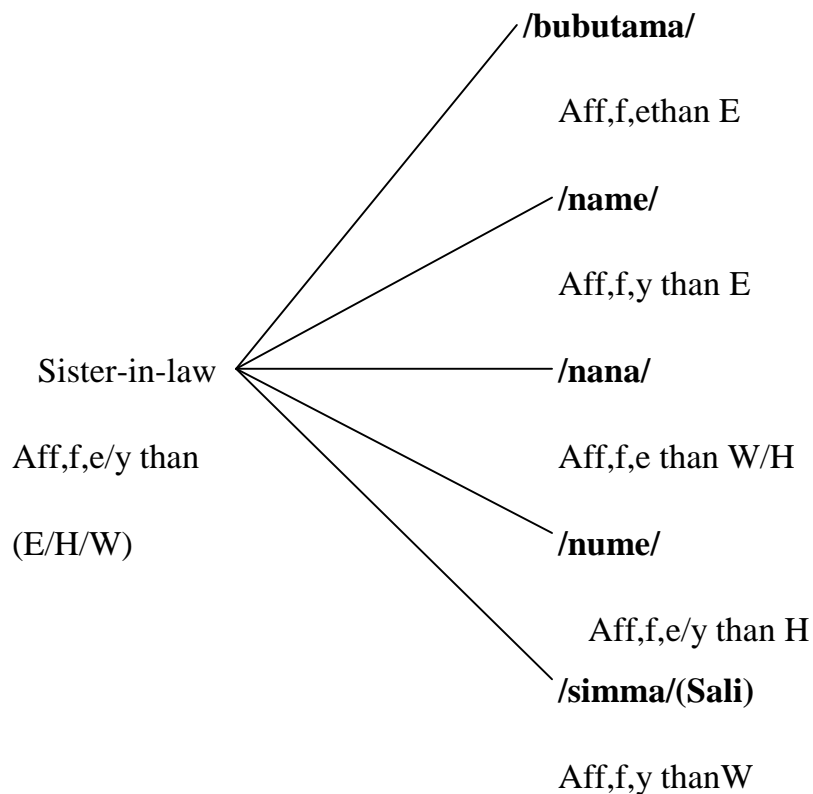 /bubutama/
Aff,f,ethan E
/name/
Aff,f,y than E
Sister-in-law
/nana/
Aff,f,e/y than
Aff,f,e than W/H
(E/H/W)
/nume/
Aff,f,e/y than H
/simma/(Sali)
Aff,f,y thanW